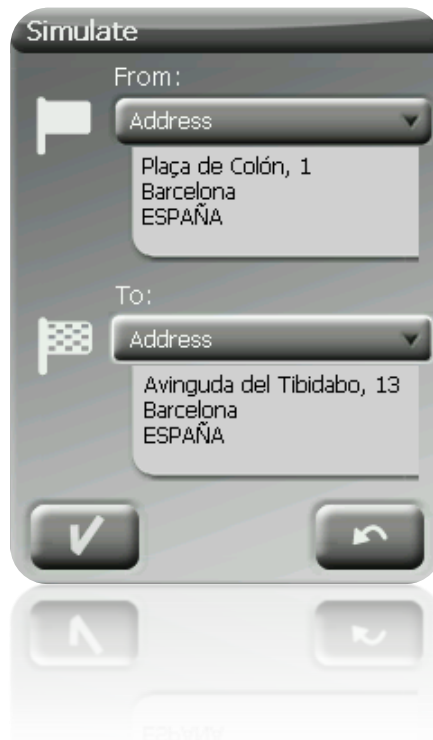 Simulate
From:
Address
Plaça de Colón, 1
Barcelona
ESPAÑA
To:
Address
Avinguda del Tibidabo, 13
Barcelona
ESPAÑA